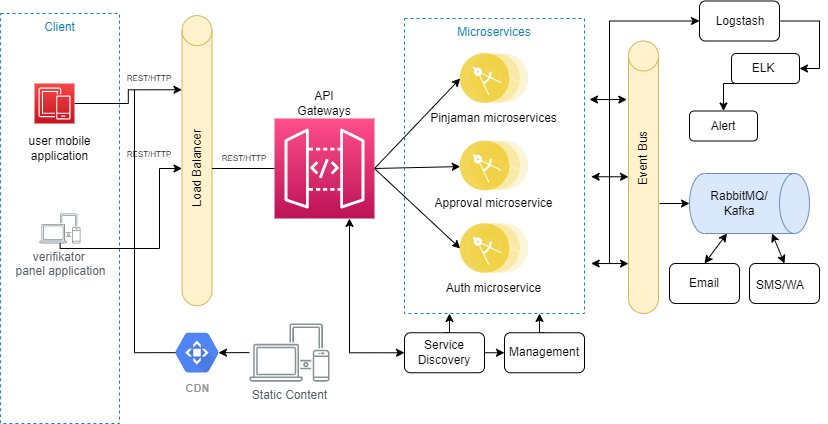 Client
user mobile
application
verifikator
panel application
REST/HTTP
REST/HTTP
Load Balancer
REST/HTTP
API
Gateways
Microservices
Pinjaman microservices
Approval microservice
Auth microservice
Service
Discovery
Management
CDN
Static Content
Event Bus
Logstash
ELK
Alert
RabbitMQ/
Kafka
Email
SMS/WA